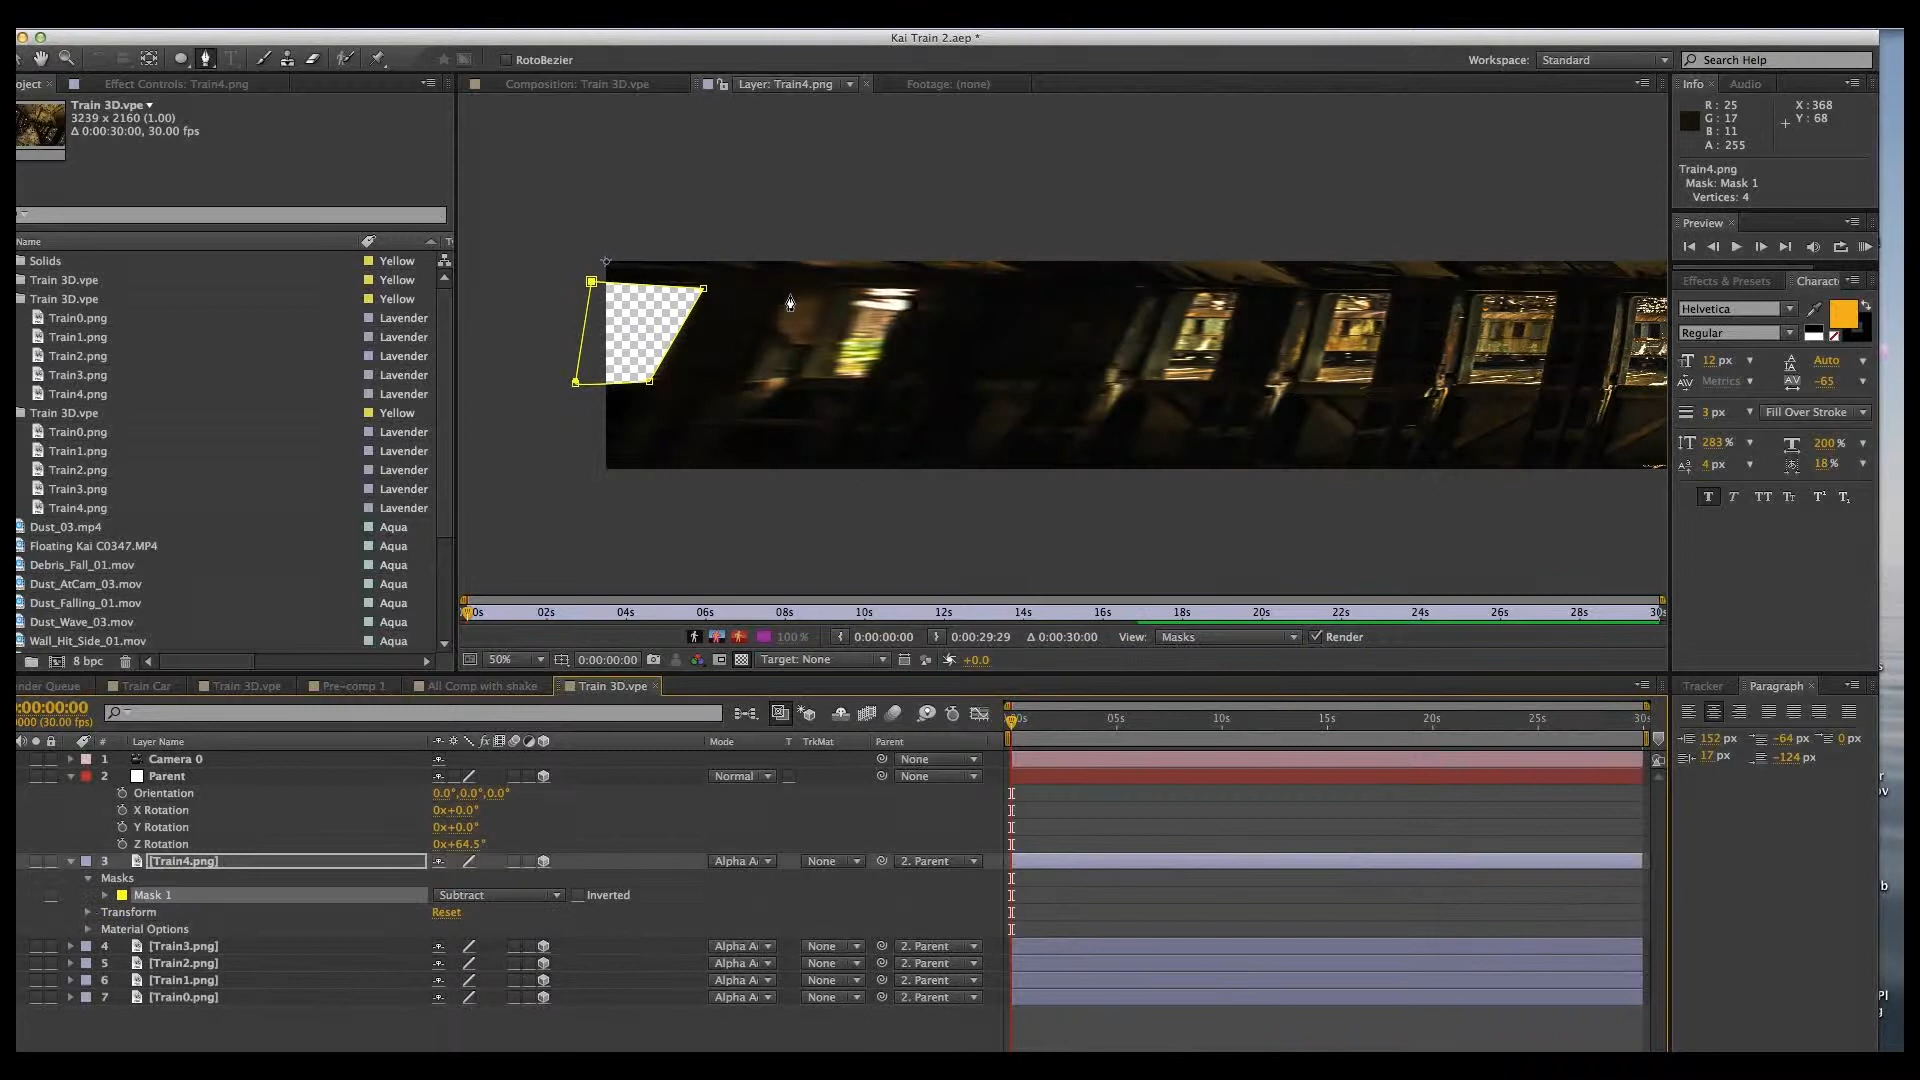 Kai Train 2.aep *
RotoBezier
Workspace: Standard
Search Help
oject
Effect Controls: Train4.png
Composition: Train 3D.vpe
Layer: Train4.png
Footage: (none)
Info
Audio
Train 3D.vpe
3239 x 2160 (1.00)
Δ 0:00:30:00, 30.00 fps
R: 25
G: 17
B: 11
A: 255
X: 368
Y: 68
Train4.png
Mask: Mask 1
Vertices: 4
Preview
Name
Solids Yellow
Train 3D.vpe Yellow
Train 3D.vpe Yellow
Train0.png Lavender
Train1.png Lavender
Train2.png Lavender
Train3.png Lavender
Train4.png Lavender
Train 3D.vpe Yellow
Train0.png Lavender
Train1.png Lavender
Train2.png Lavender
Train3.png Lavender
Train4.png Lavender
Dust_03.mp4 Aqua
Floating Kai C0347.MP4 Aqua
Debris_Fall_01.mov Aqua
Dust_AtCam_03.mov Aqua
Dust_Falling_01.mov Aqua
Dust_Wave_03.mov Aqua
Wall_Hit_Side_01.mov Aqua
8 bpc
Effects & Presets
Charact
Helvetica
Regular
12 px
Auto
Metrics
-65
3 px
Fill Over Stroke
283 %
200 %
4 px
18 %
T T TT Tr T¹ T₁
0s 02s 04s 06s 08s 10s 12s 14s 16s 18s 20s 22s 24s 26s 28s 30s
100 %
0:00:00:00
0:00:29:29
Δ 0:00:30:00
View: Masks
Render
50%
0:00:00:00
Target: None
+0.0
nder Queue
Train Car
Train 3D.vpe
Pre-comp 1
All Comp with shake
Train 3D.vpe
Tracker
Paragraph
:00:00:00
0000 (30.00 fps)
0s 05s 10s 15s 20s 25s 30s
152 px
-64 px
0 px
17 px
-124 px
# Layer Name Mode T TrkMat Parent
1 Camera 0 None
2 Parent Normal None
Orientation 0.0°,0.0°,0.0°
X Rotation 0x+0.0°
Y Rotation 0x+0.0°
Z Rotation 0x+64.5°
3 [Train4.png] Alpha A None 2. Parent
Masks
Mask 1 Subtract Inverted
Transform Reset
Material Options
4 [Train3.png] Alpha A None 2. Parent
5 [Train2.png] Alpha A None 2. Parent
6 [Train1.png] Alpha A None 2. Parent
7 [Train0.png] Alpha A None 2. Parent